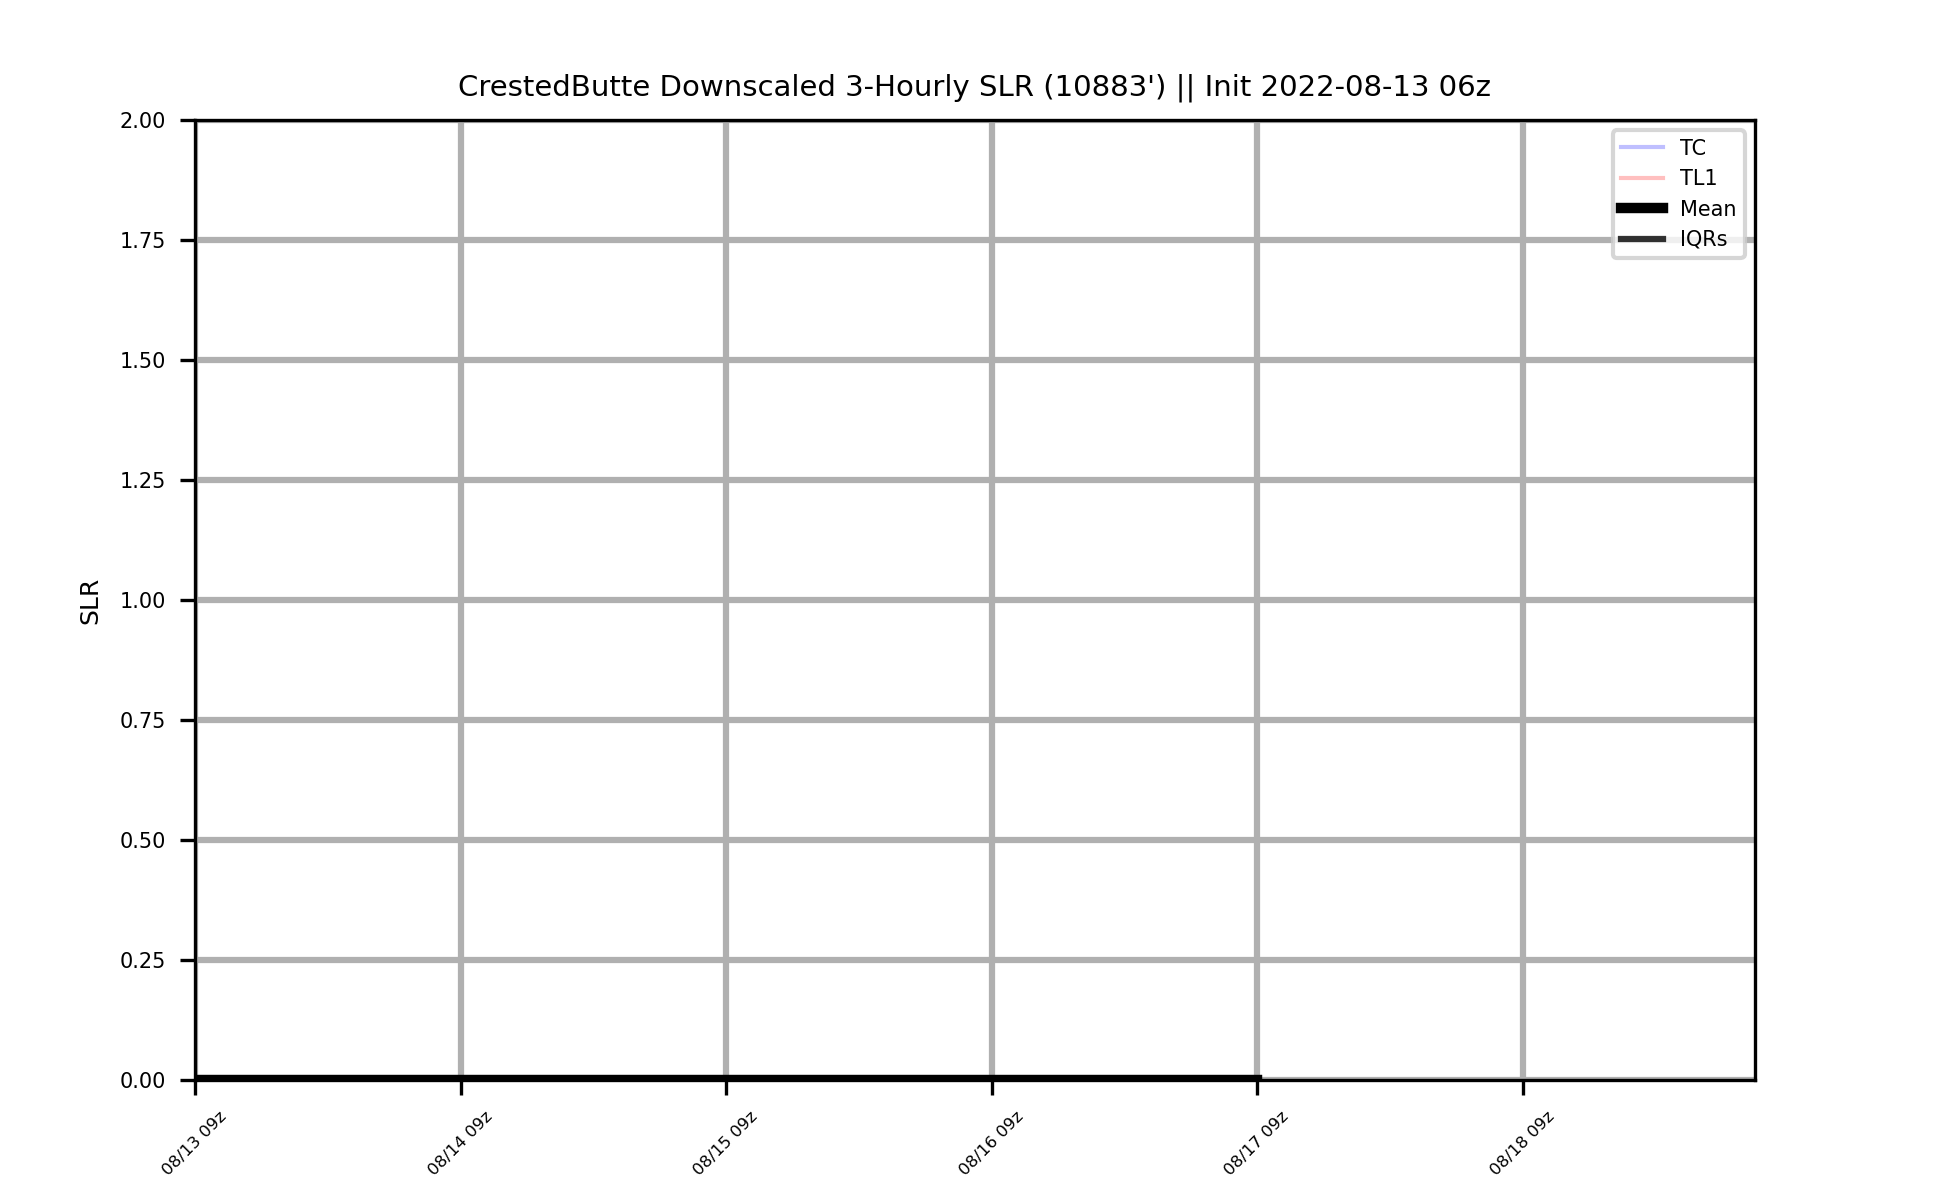 CrestedButte Downscaled 3-Hourly SLR (10883') || Init 2022-08-13 06z
2.00
1.75
1.50
1.25
1.00
0.75
0.50
0.25
0.00
SLR
TC
TL1
Mean
IQRs
08/13 09z
08/14 09z
08/15 09z
08/16 09z
08/17 09z
08/18 09z